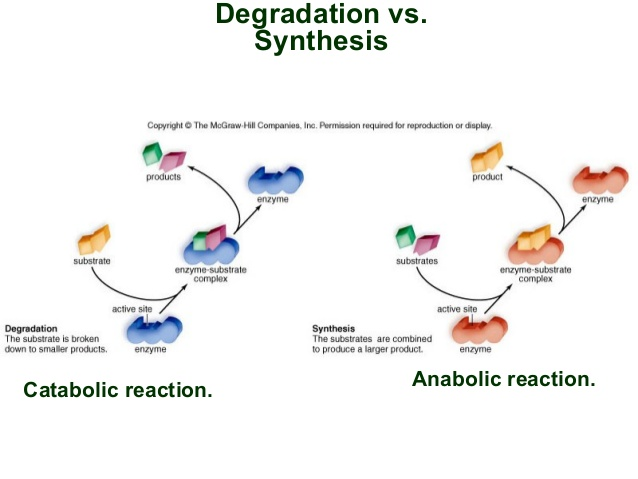 Degradation vs.
Synthesis
Copyright © The McGraw-Hill Companies, Inc. Permission required for reproduction or display.
products
enzyme
substrate
enzyme-substrate
complex
active site
enzyme
Degradation
The substrate is broken
down to smaller products.
Catabolic reaction.
product
enzyme
substrates
enzyme-substrate
complex
active site
enzyme
Synthesis
The substrates are combined
to produce a larger product.
Anabolic reaction.